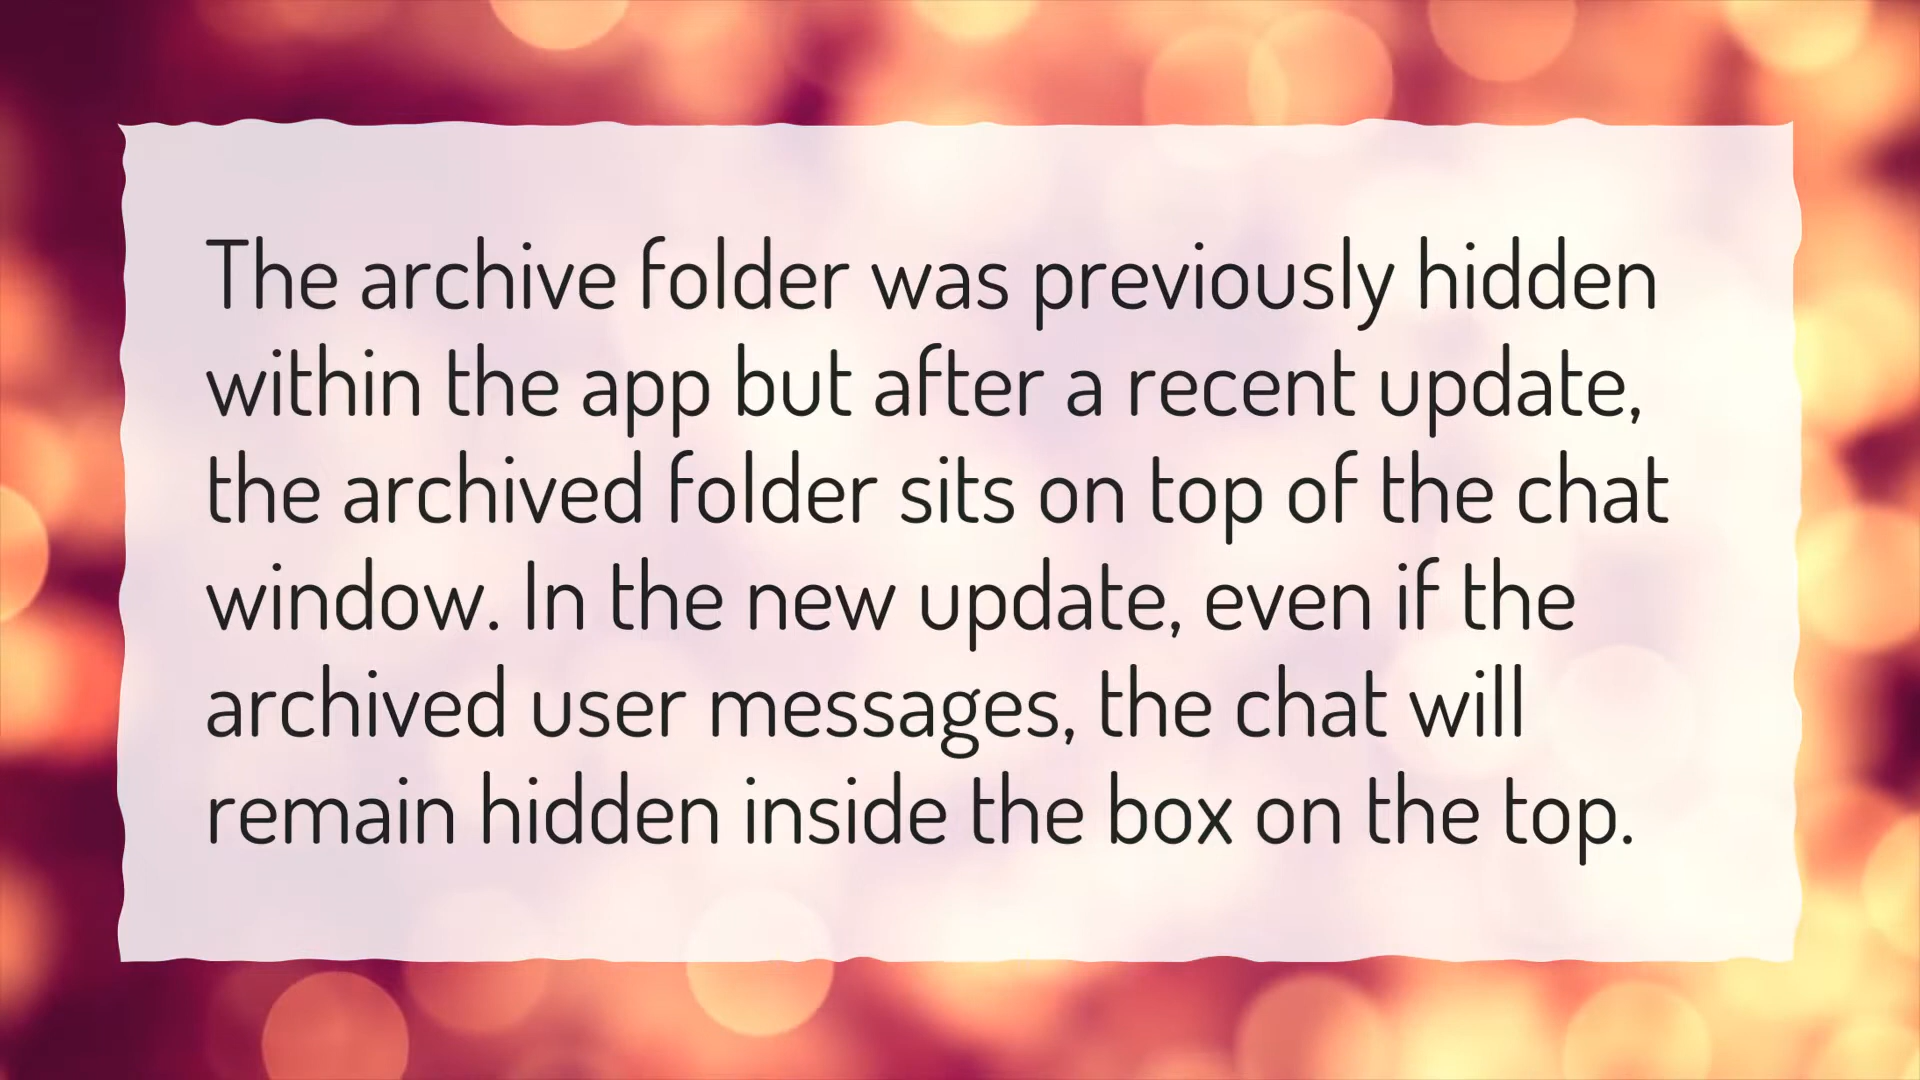 The archive folder was previously hidden
within the app but after a recent update,
the archived folder sits on top of the chat
window. In the new update, even if the
archived user messages, the chat will
remain hidden inside the box on the top.